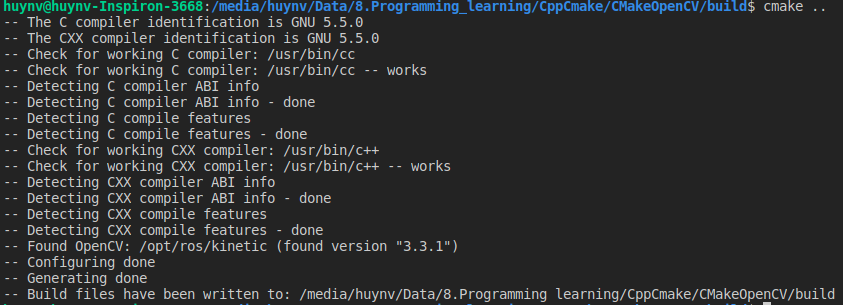 huynv@huynv-Inspiron-3668:/media/huynv/Data/8.Programming_learning/CppCmake/CMakeOpenCV/build$ cmake ..
-- The C compiler identification is GNU 5.5.0
-- The CXX compiler identification is GNU 5.5.0
-- Check for working C compiler: /usr/bin/cc
-- Check for working C compiler: /usr/bin/cc -- works
-- Detecting C compiler ABI info
-- Detecting C compiler ABI info - done
-- Detecting C compile features
-- Detecting C compile features - done
-- Check for working CXX compiler: /usr/bin/c++
-- Check for working CXX compiler: /usr/bin/c++ -- works
-- Detecting CXX compiler ABI info
-- Detecting CXX compiler ABI info - done
-- Detecting CXX compile features
-- Detecting CXX compile features - done
-- Found OpenCV: /opt/ros/kinetic (found version "3.3.1")
-- Configuring done
-- Generating done
-- Build files have been written to: /media/huynv/Data/8.Programming_learning/CppCmake/CMakeOpenCV/build